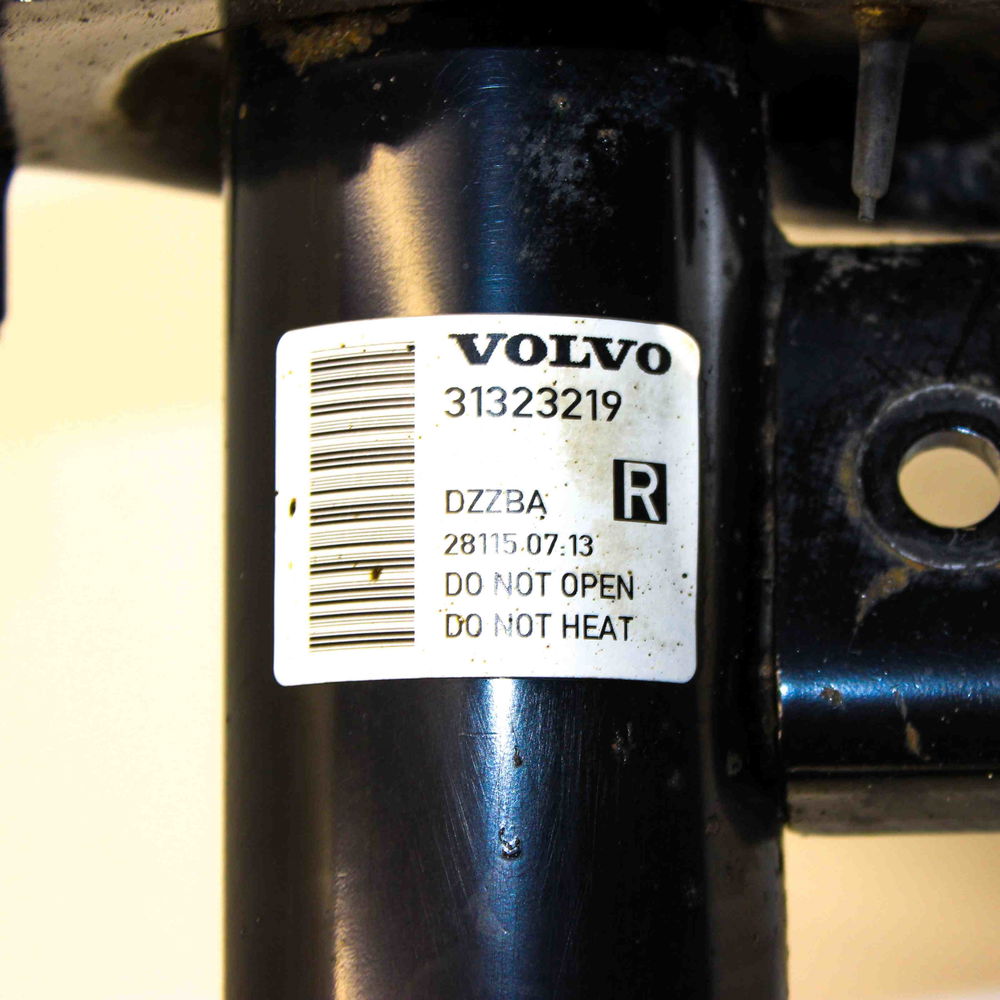 VOLVO
31323219
R
DZZBA
28115 07:13
DO NOT OPEN
DO NOT HEAT